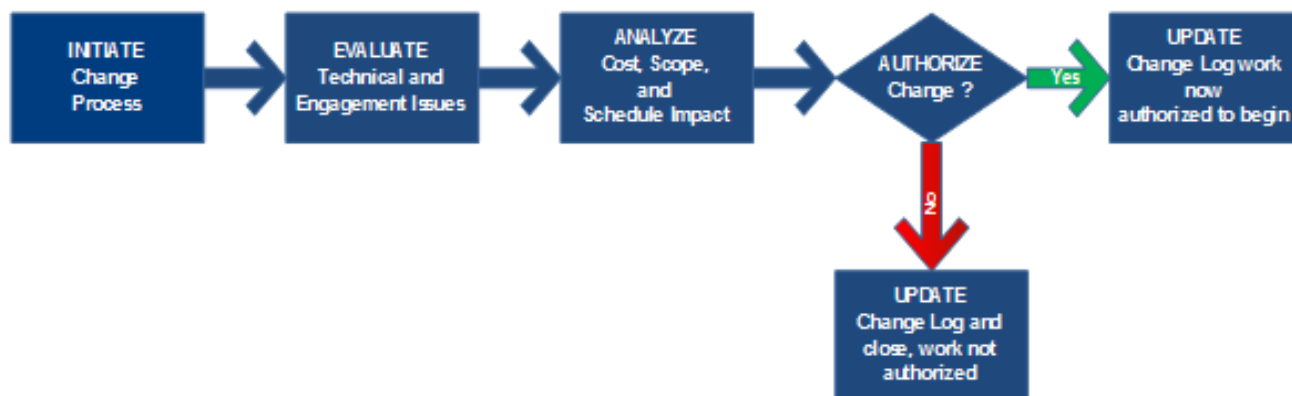 INITIATE
Change
Process
EVALUATE
Technical and
Engagement Issues
ANALYZE
Cost, Scope,
and
Schedule Impact
AUTHORIZE
Change ?
Yes
UPDATE
Change Log work
now
authorized to begin
No
UPDATE
Change Log and
close, work not
authorized